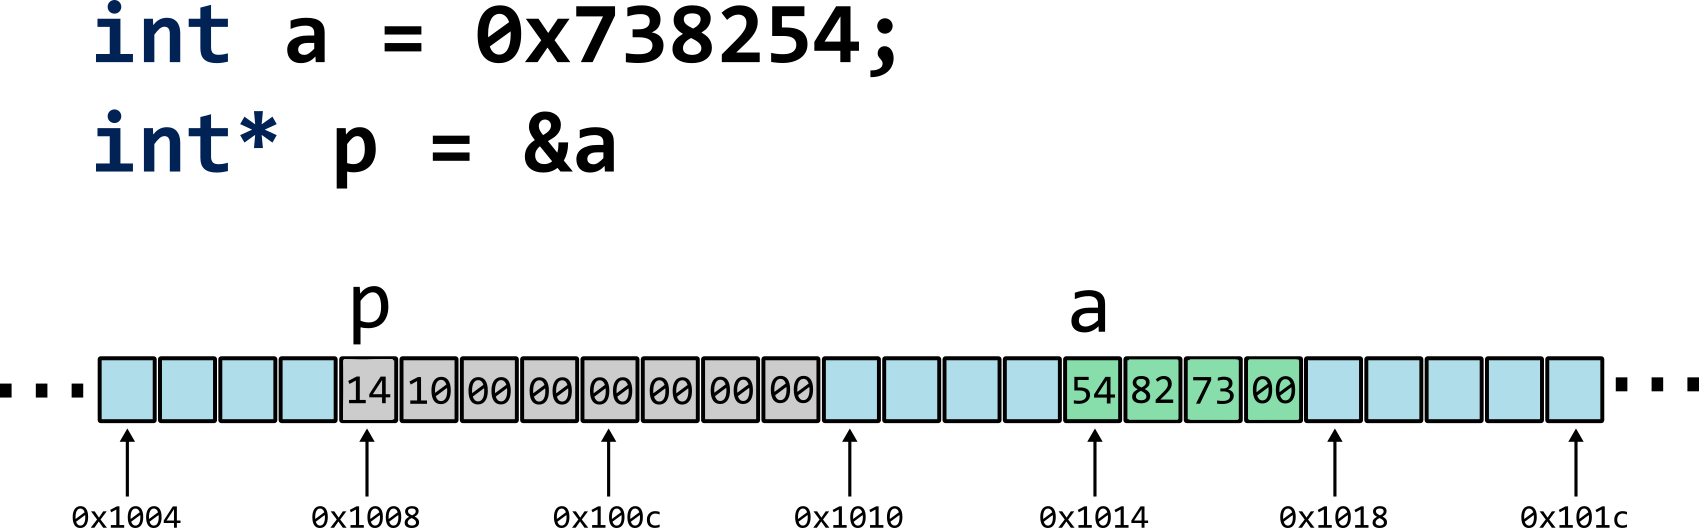 int a = 0x738254;
int* p = &a
p a
14 10 00 00 00 00 00 00 54 82 73 00
0x1004 0x1008 0x100c 0x1010 0x1014 0x1018 0x101c